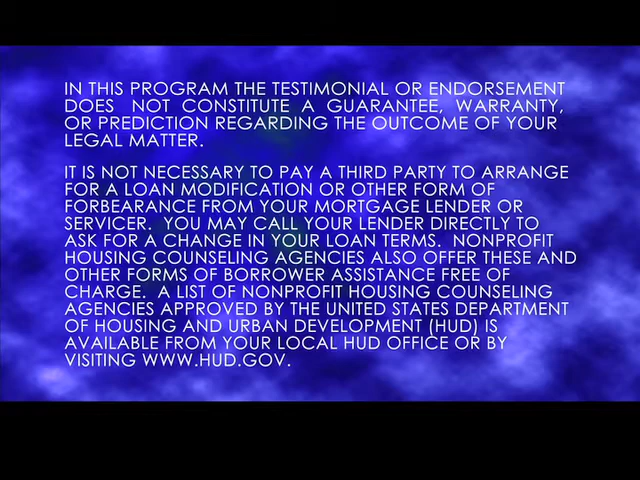 IN THIS PROGRAM THE TESTIMONIAL OR ENDORSEMENT
DOES NOT CONSTITUTE A GUARANTEE, WARRANTY,
OR PREDICTION REGARDING THE OUTCOME OF YOUR
LEGAL MATTER.
IT IS NOT NECESSARY TO PAY A THIRD PARTY TO ARRANGE
FOR A LOAN MODIFICATION OR OTHER FORM OF
FORBEARANCE FROM YOUR MORTGAGE LENDER OR
SERVICER. YOU MAY CALL YOUR LENDER DIRECTLY TO
ASK FOR A CHANGE IN YOUR LOAN TERMS. NONPROFIT
HOUSING COUNSELING AGENCIES ALSO OFFER THESE AND
OTHER FORMS OF BORROWER ASSISTANCE FREE OF
CHARGE. A LIST OF NONPROFIT HOUSING COUNSELING
AGENCIES APPROVED BY THE UNITED STATES DEPARTMENT
OF HOUSING AND URBAN DEVELOPMENT (HUD) IS
AVAILABLE FROM YOUR LOCAL HUD OFFICE OR BY
VISITING WWW.HUD.GOV.